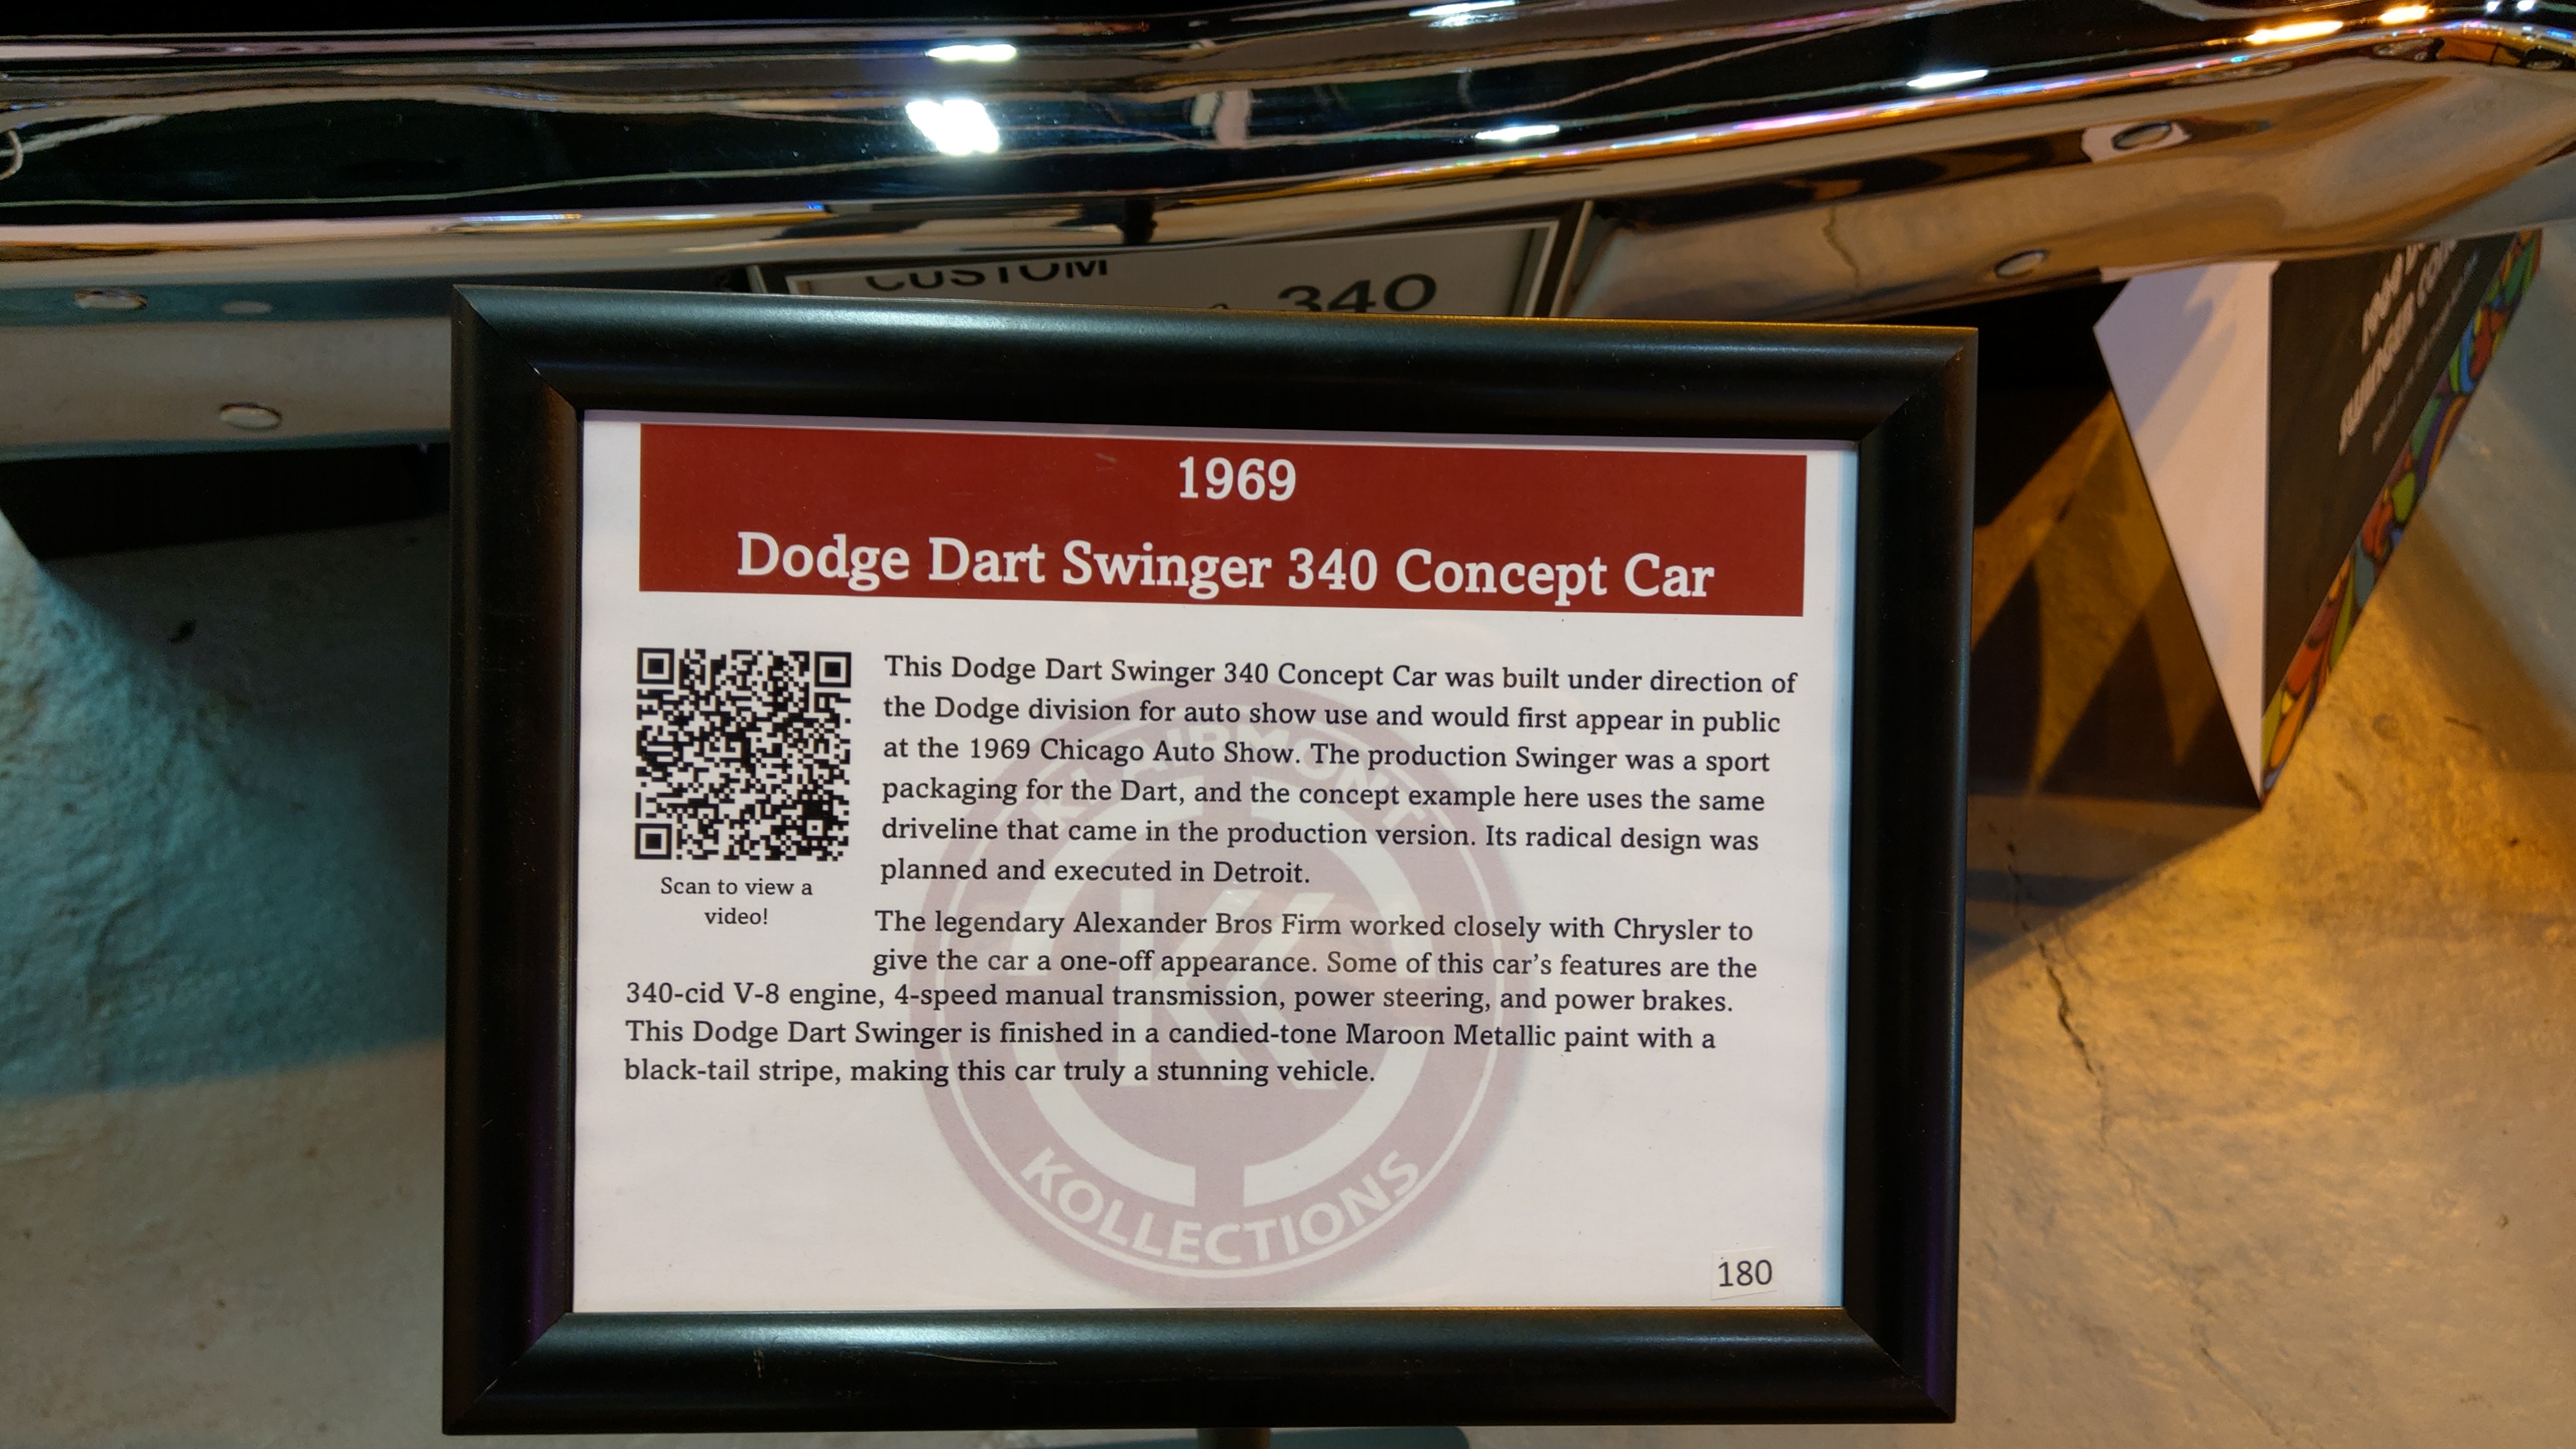 CUSTOM
340
1969
Dodge Dart Swinger 340 Concept Car
This Dodge Dart Swinger 340 Concept Car was built under direction of
the Dodge division for auto show use and would first appear in public
at the 1969 Chicago Auto Show. The production Swinger was a sport
packaging for the Dart, and the concept example here uses the same
driveline that came in the production version. Its radical design was
planned and executed in Detroit.
Scan to view a
video!
The legendary Alexander Bros Firm worked closely with Chrysler to
give the car a one-off appearance. Some of this car's features are the
340-cid V-8 engine, 4-speed manual transmission, power steering, and power brakes.
This Dodge Dart Swinger is finished in a candied-tone Maroon Metallic paint with a
black-tail stripe, making this car truly a stunning vehicle.
KLAIRMONT
KK
KOLLECTIONS
180